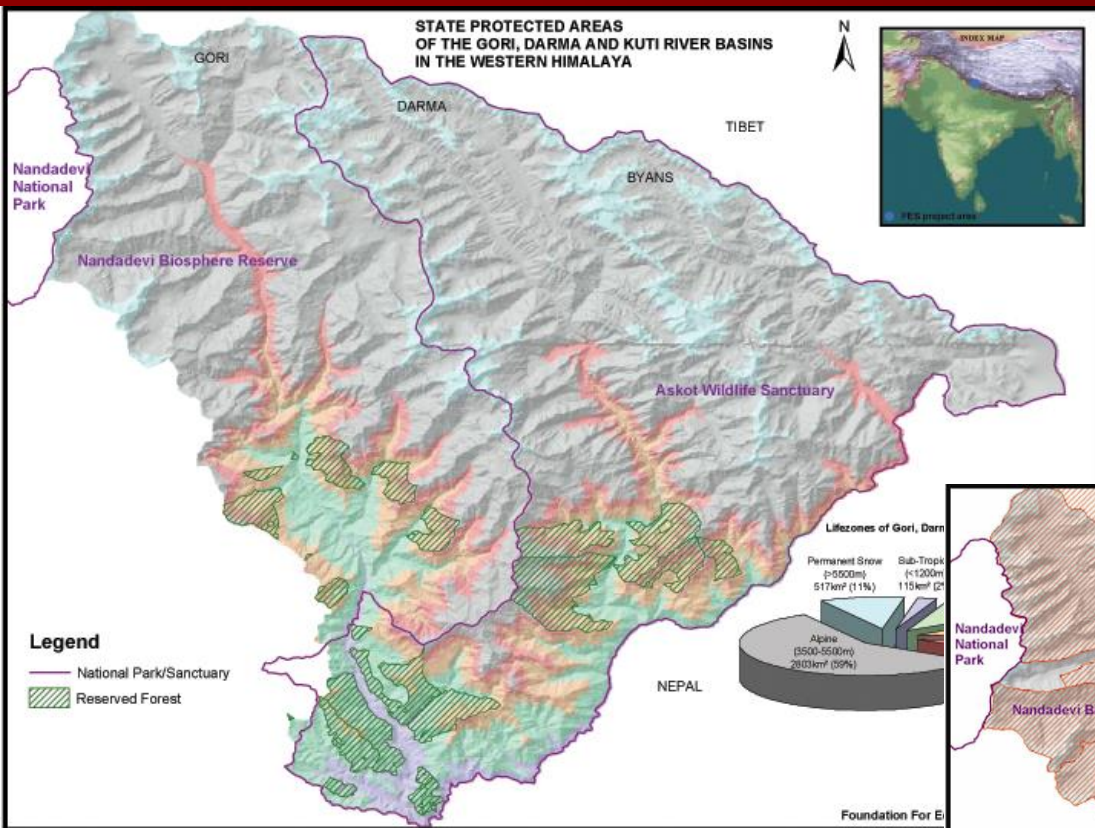 STATE PROTECTED AREAS
OF THE GORI, DARMA AND KUTI RIVER BASINS
IN THE WESTERN HIMALAYA
N
INDEX MAP
FES project area
GORI
DARMA
TIBET
BYANS
Nandadevi
National
Park
Nandadevi Biosphere Reserve
Askot Wildlife Sanctuary
Lifezones of Gori, Darm
Permanent Snow
(>5500m)
517km² (11%)
Sub-Tropic
(<1200m
115km² (2%
Alpine
(3500-5500m)
2803km² (59%)
NEPAL
Legend
National Park/Sanctuary
Reserved Forest
Foundation For E
Nandadevi
National
Park
Nandadevi B